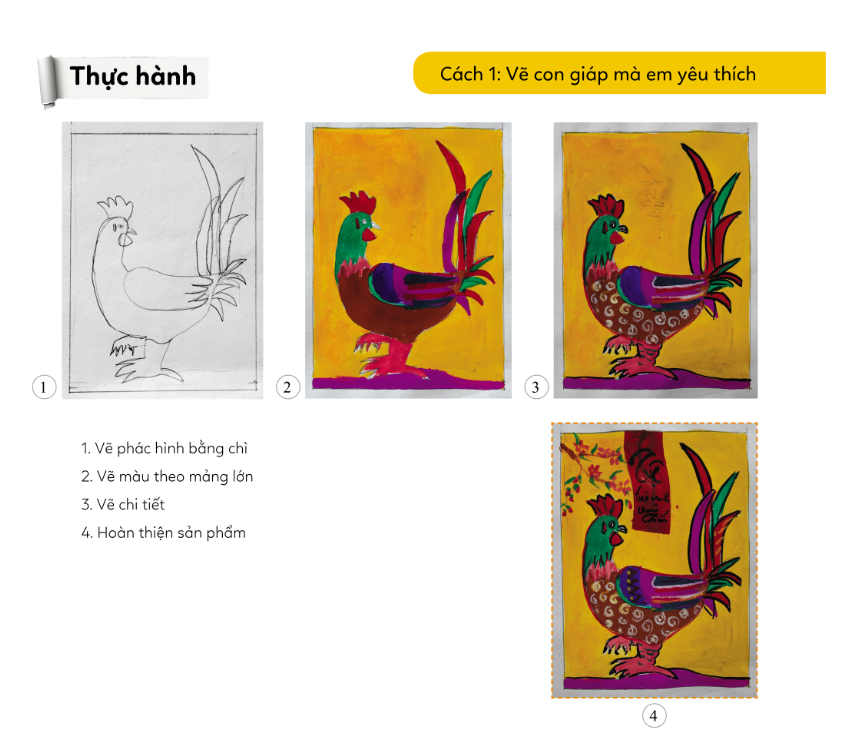 Thực hành
Cách 1: Vẽ con giáp mà em yêu thích
1
2
3
1. Vẽ phác hình bằng chì
2. Vẽ màu theo mảng lớn
3. Vẽ chi tiết
4. Hoàn thiện sản phẩm
4